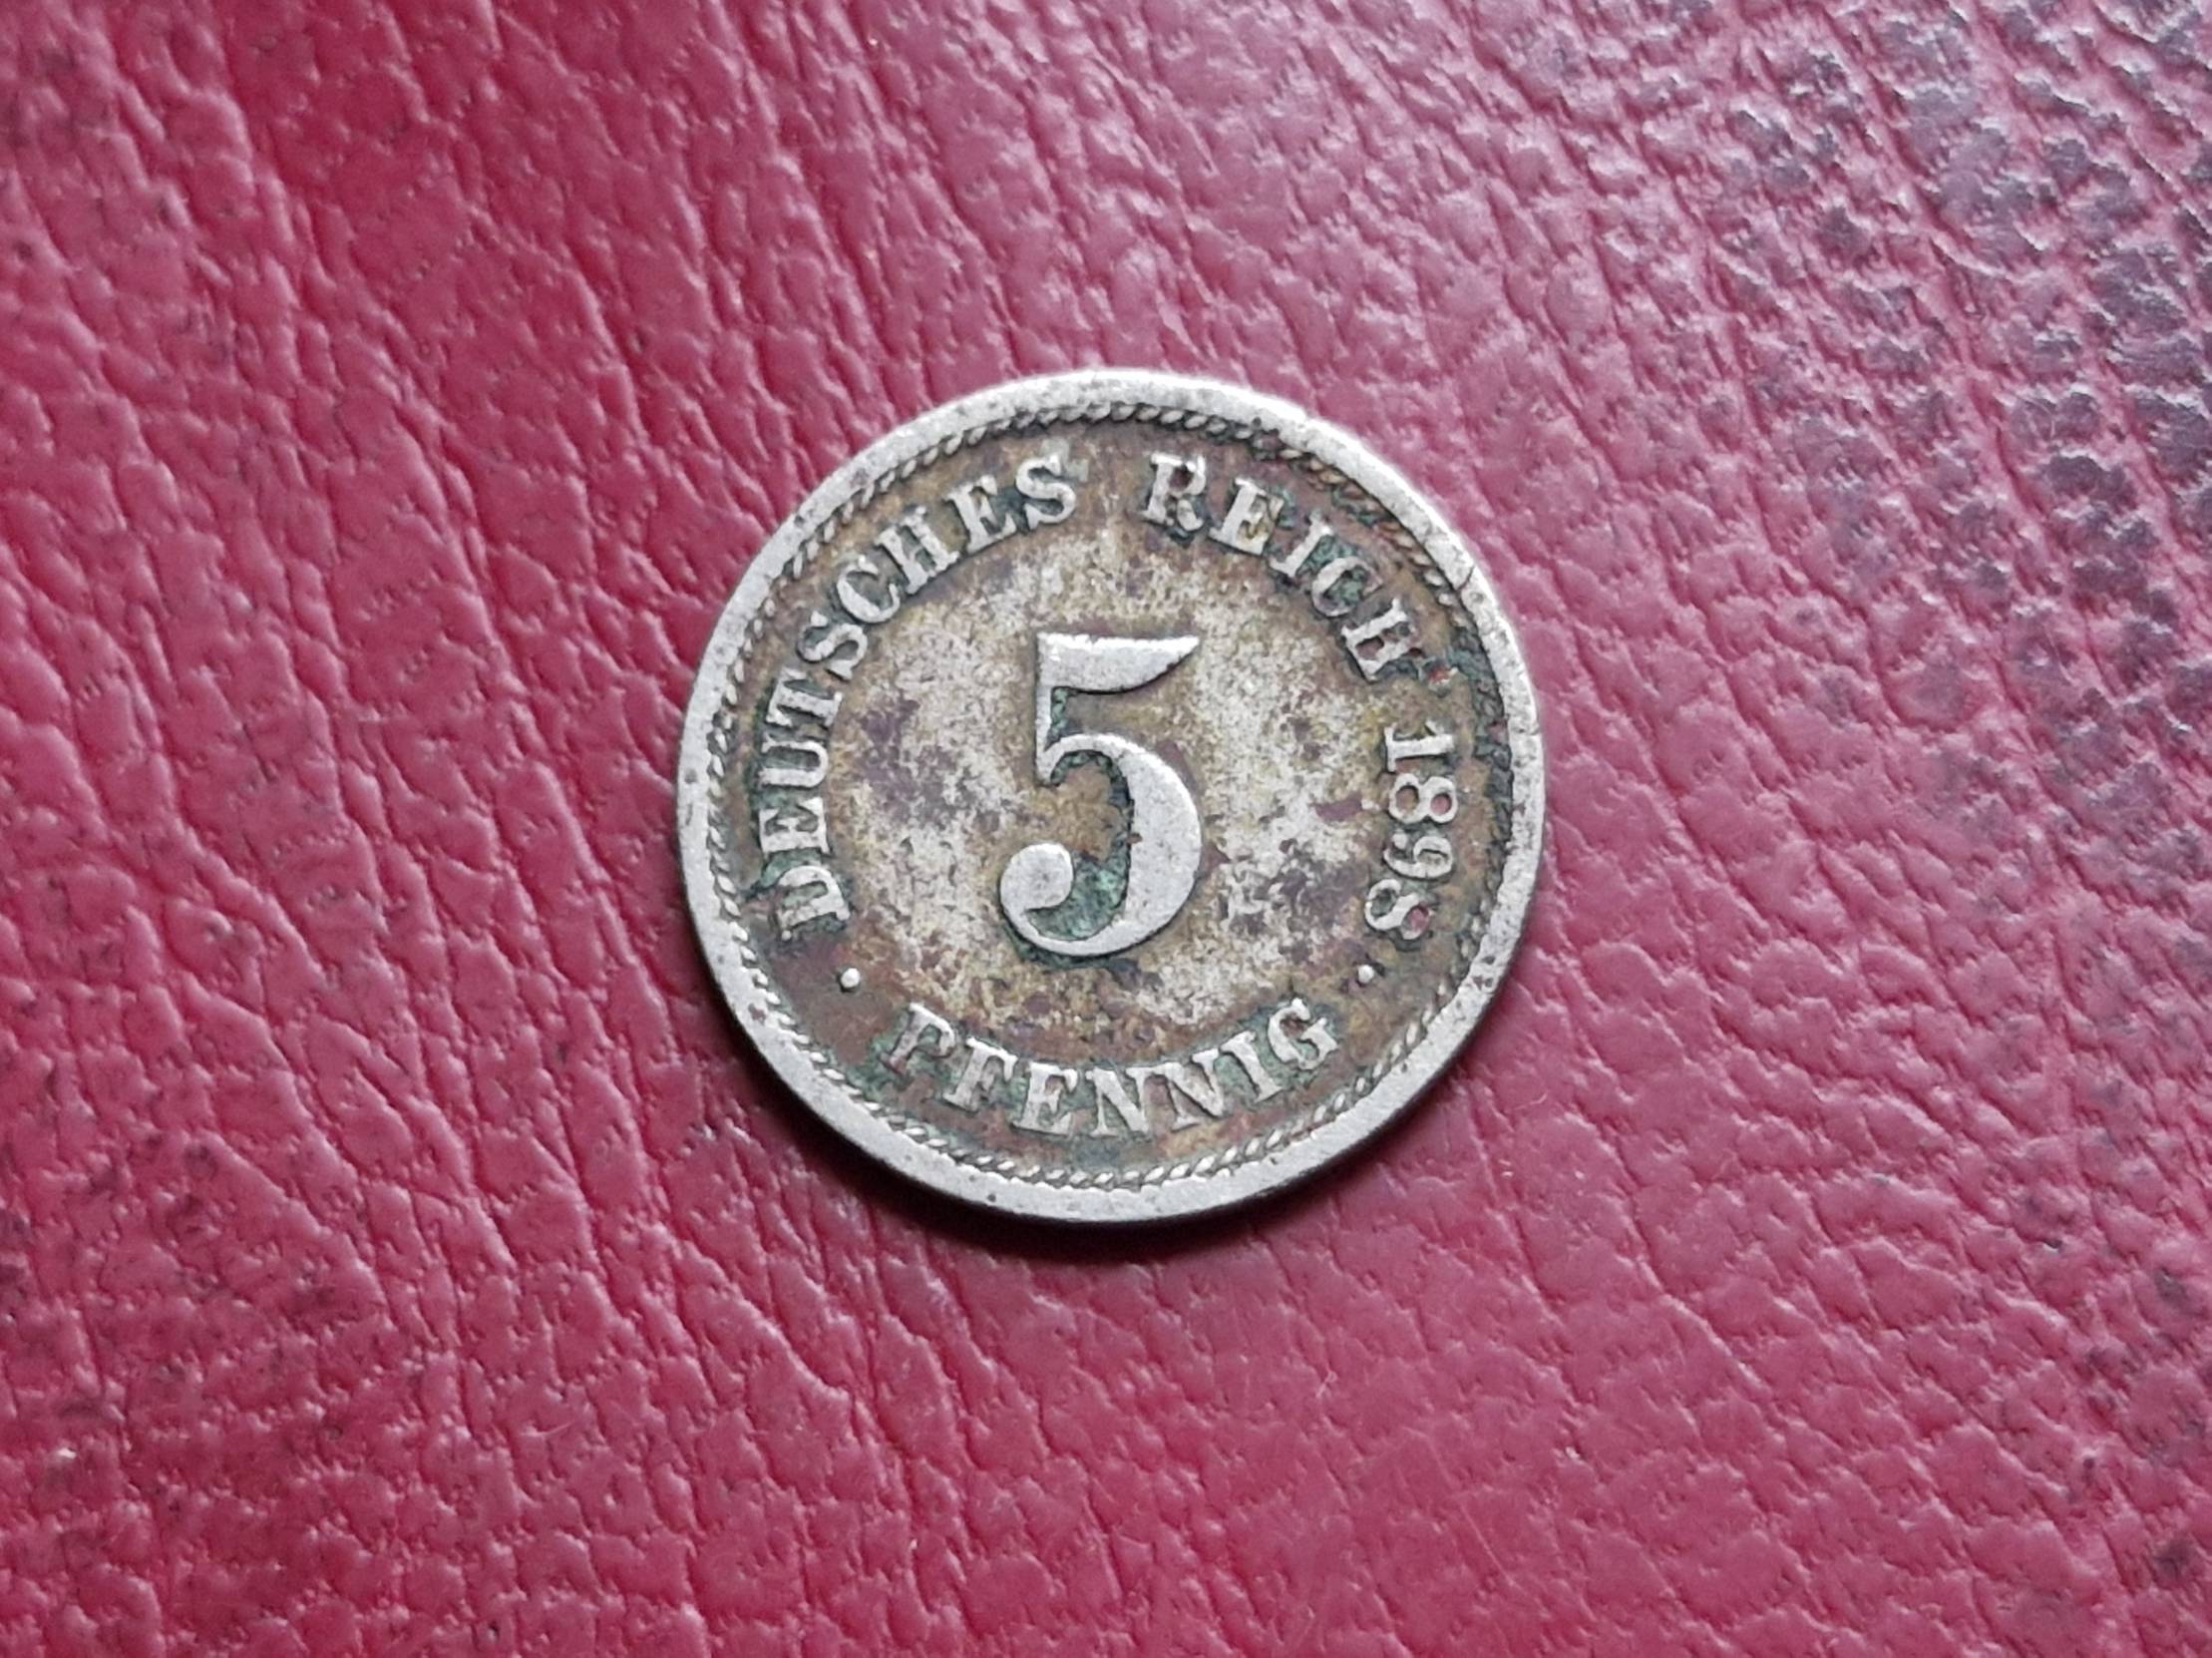 DEUTSCHES REICH 1898
5
· PFENNIG ·